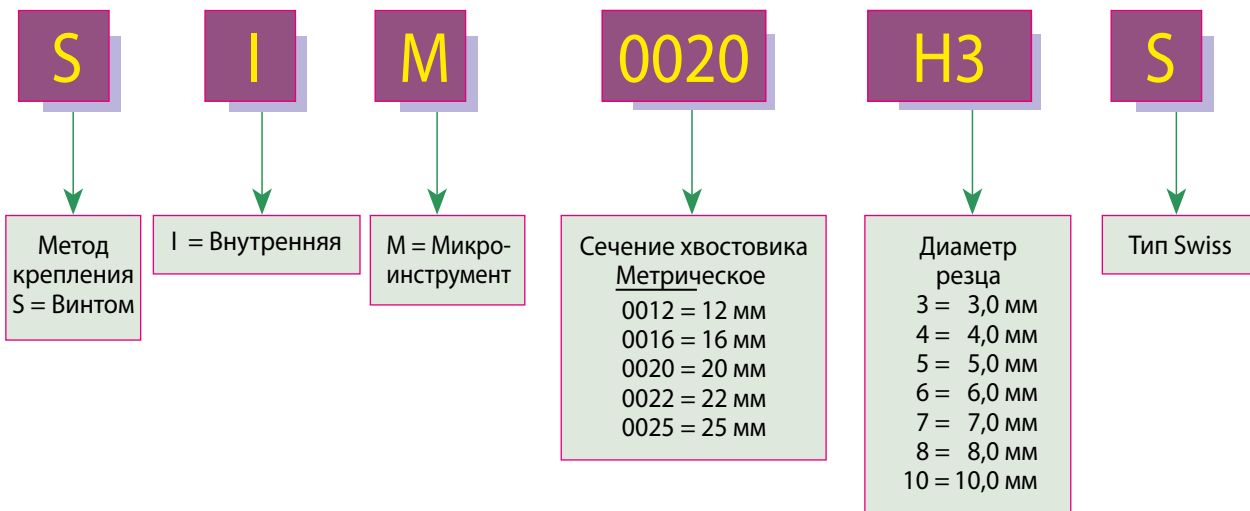 S I M 0020 H3 S
Метод
крепления
S = Винтом
I = Внутренняя
M = Микро-
инструмент
Сечение хвостовика
Метрическое
0012 = 12 мм
0016 = 16 мм
0020 = 20 мм
0022 = 22 мм
0025 = 25 мм
Диаметр
резца
3 = 3,0 мм
4 = 4,0 мм
5 = 5,0 мм
6 = 6,0 мм
7 = 7,0 мм
8 = 8,0 мм
10 = 10,0 мм
Тип Swiss